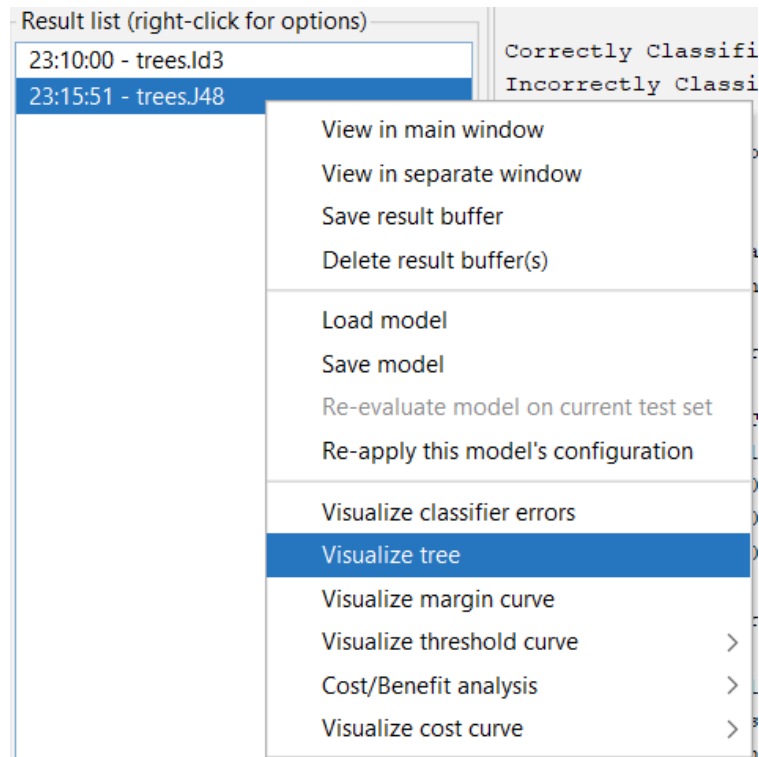 Result list (right-click for options)
23:10:00 - trees.Id3
23:15:51 - trees.J48
Correctly Classifi
Incorrectly Classi
View in main window
View in separate window
Save result buffer
Delete result buffer(s)
Load model
Save model
Re-evaluate model on current test set
Re-apply this model's configuration
Visualize classifier errors
Visualize tree
Visualize margin curve
Visualize threshold curve
Cost/Benefit analysis
Visualize cost curve